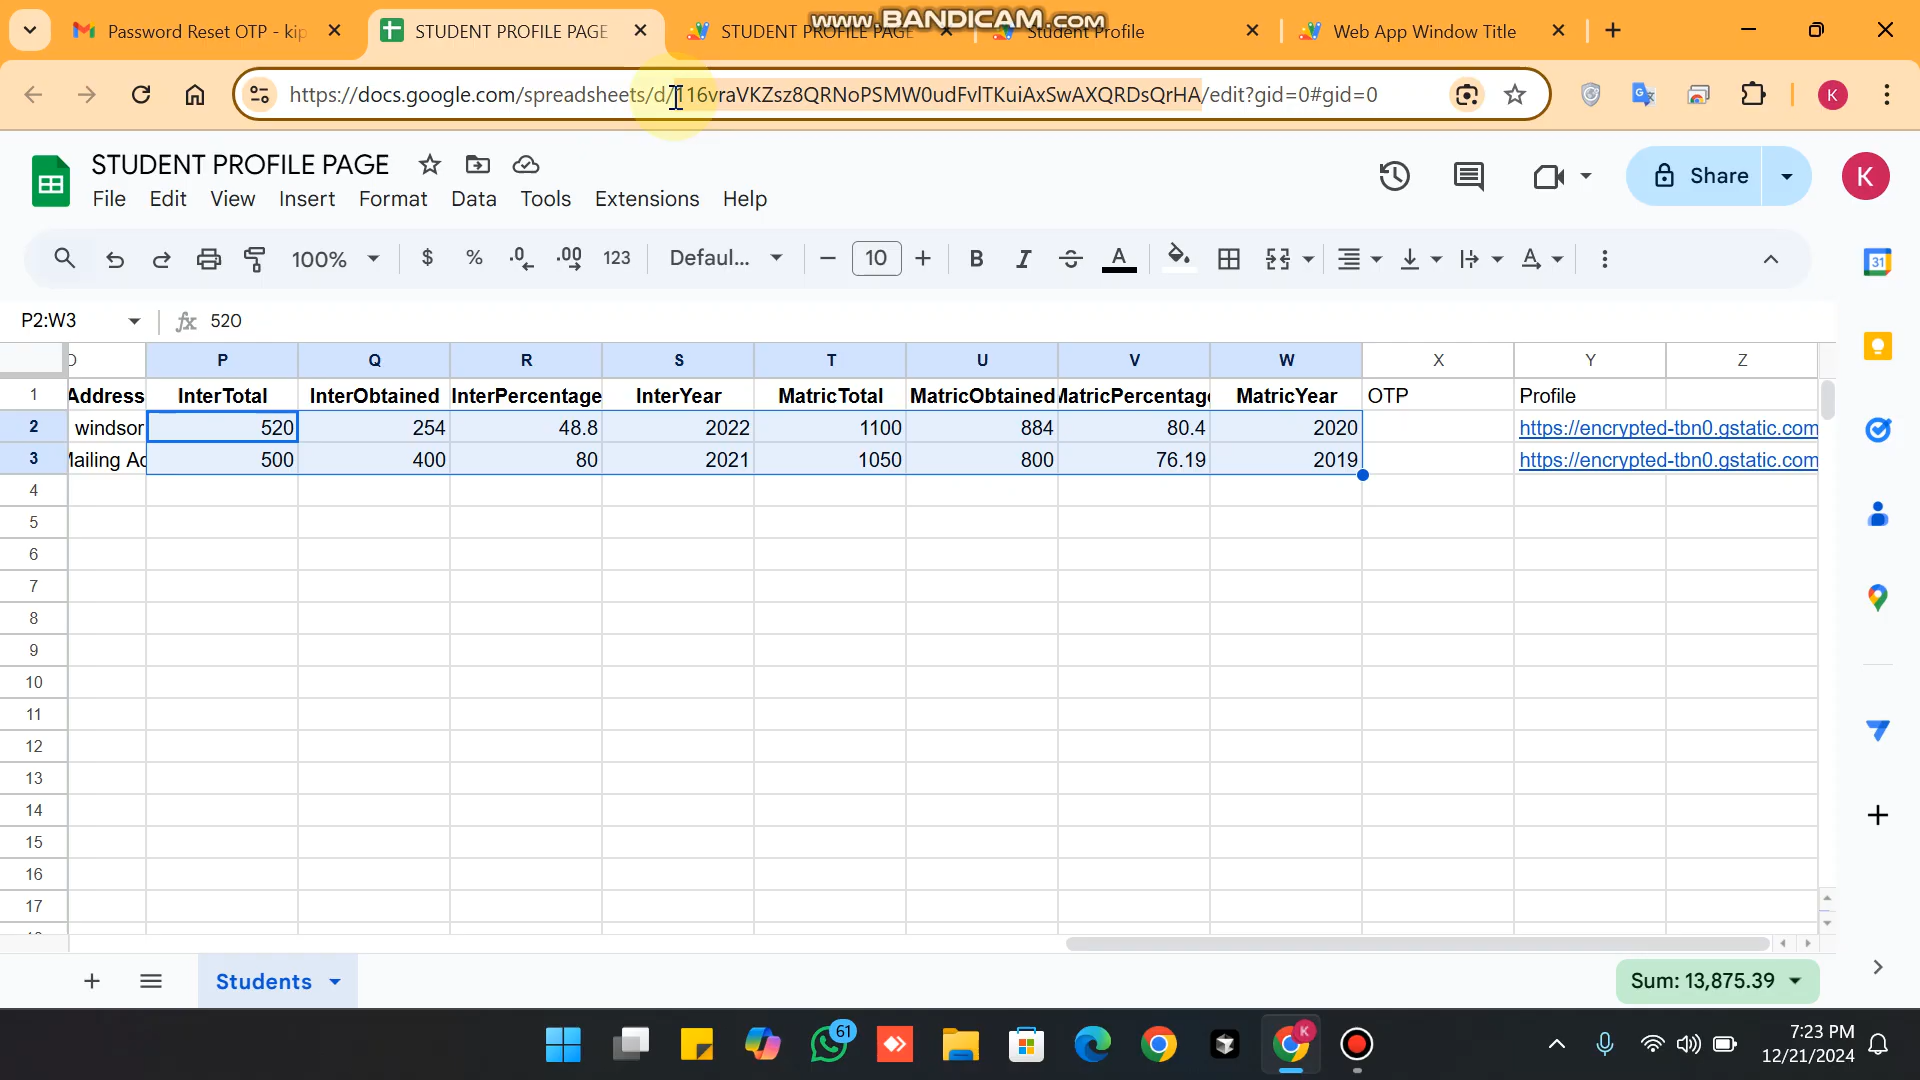 www.BANDICAM.com
Password Reset OTP - kip
STUDENT PROFILE PAGE
STUDENT PROFILE PAGE
Student Profile
Web App Window Title
https://docs.google.com/spreadsheets/d/116vraVKZsz8QRNoPSMW0udFvlTKuiAxSwAXQRDsQrHA/edit?gid=0#gid=0
K
STUDENT PROFILE PAGE
File Edit View Insert Format Data Tools Extensions Help
Share
K
100% $ % .0 .00 123 Defaul... 10 B I A
P2:W3 fx 520
P Q R S T U V W X Y Z
1 Address InterTotal InterObtained InterPercentage InterYear MatricTotal MatricObtained MatricPercentage MatricYear OTP Profile
2 windsor 520 254 48.8 2022 1100 884 80.4 2020 https://encrypted-tbn0.gstatic.com
3 Mailing Ad 500 400 80 2021 1050 800 76.19 2019 https://encrypted-tbn0.gstatic.com
4
5
6
7
8
9
10
11
12
13
14
15
16
17
Students
Sum: 13,875.39
61
K
7:23 PM
12/21/2024
31